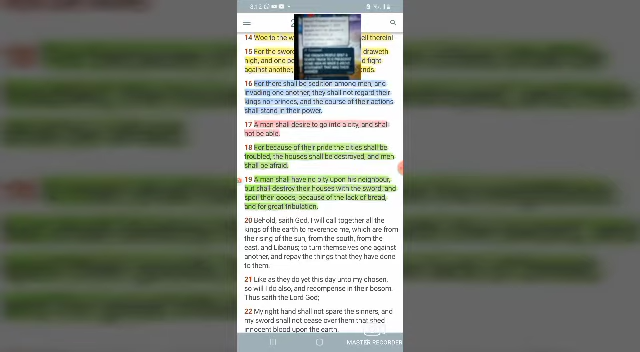 8:12
14 Woe to the w ell therein!
15 For the sword draweth
high, and one pe d fight
against another, ends.
16 For there shall be sedition among men, and
invading one another; they shall not regard their
kings nor princes, and the course of their actions
shall stand in their power.
17 A man shall desire to go into a city, and shall
not be able.
18 For because of their pride the cities shall be
troubled, the houses shall be destroyed, and men
shall be afraid.
19 A man shall have no pity upon his neighbour,
but shall destroy their houses with the sword, and
spoil their goods, because of the lack of bread,
and for great tribulation.
20 Behold, saith God, I will call together all the
kings of the earth to reverence me, which are from
the rising of the sun, from the south, from the
east, and Libanus; to turn themselves one against
another, and repay the things that they have done
to them.
21 Like as they do yet this day unto my chosen,
so will I do also, and recompense in their bosom.
Thus saith the Lord God;
22 My right hand shall not spare the sinners, and
my sword shall not cease over them that shed
innocent blood upon the earth.
MASTER RECORDER